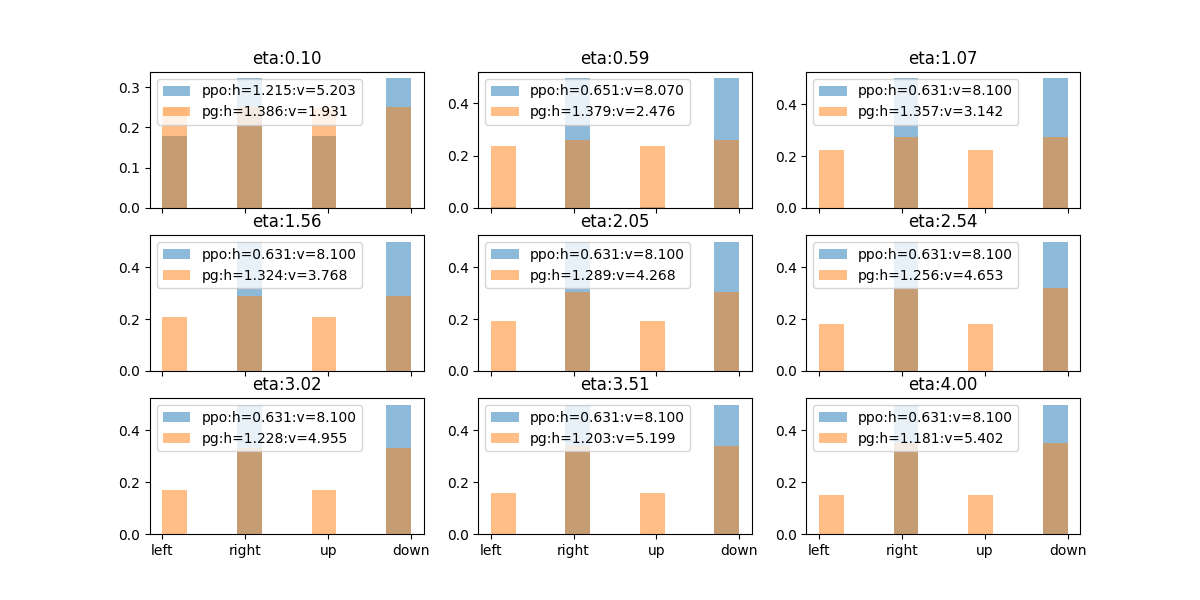 eta:0.10
0.3
0.2
0.1
0.0
ppo:h=1.215:v=5.203
pg:h=1.386:v=1.931
eta:0.59
0.4
0.2
0.0
ppo:h=0.651:v=8.070
pg:h=1.379:v=2.476
eta:1.07
0.4
0.2
0.0
ppo:h=0.631:v=8.100
pg:h=1.357:v=3.142
eta:1.56
0.4
0.2
0.0
ppo:h=0.631:v=8.100
pg:h=1.324:v=3.768
eta:2.05
0.4
0.2
0.0
ppo:h=0.631:v=8.100
pg:h=1.289:v=4.268
eta:2.54
0.4
0.2
0.0
ppo:h=0.631:v=8.100
pg:h=1.256:v=4.653
eta:3.02
0.4
0.2
0.0
ppo:h=0.631:v=8.100
pg:h=1.228:v=4.955
left right up down
eta:3.51
0.4
0.2
0.0
ppo:h=0.631:v=8.100
pg:h=1.203:v=5.199
left right up down
eta:4.00
0.4
0.2
0.0
ppo:h=0.631:v=8.100
pg:h=1.181:v=5.402
left right up down